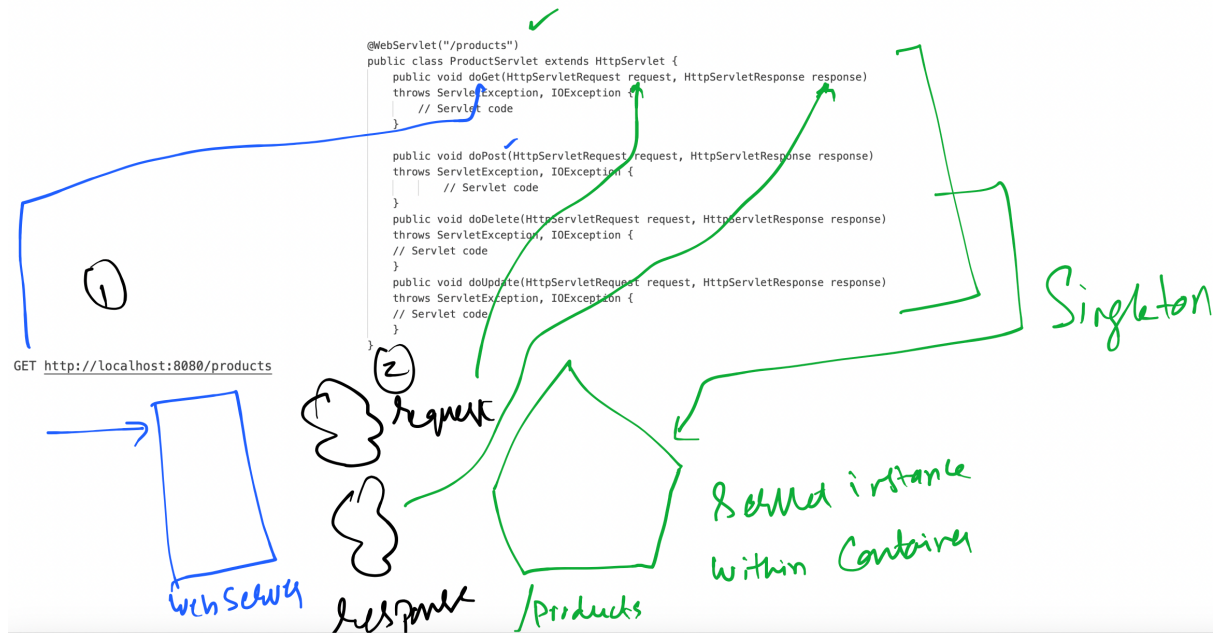 @WebServlet("/products")
public class ProductServlet extends HttpServlet {
public void doGet(HttpServletRequest request, HttpServletResponse response)
throws ServletException, IOException {
// Servlet code
}
public void doPost(HttpServletRequest request, HttpServletResponse response)
throws ServletException, IOException {
// Servlet code
}
public void doDelete(HttpServletRequest request, HttpServletResponse response)
throws ServletException, IOException {
// Servlet code
}
public void doUpdate(HttpServletRequest request, HttpServletResponse response)
throws ServletException, IOException {
// Servlet code
}
}
1
Singleton
GET http://localhost:8080/products
2
request
Servlet instance
within Container
web Server
response
/products